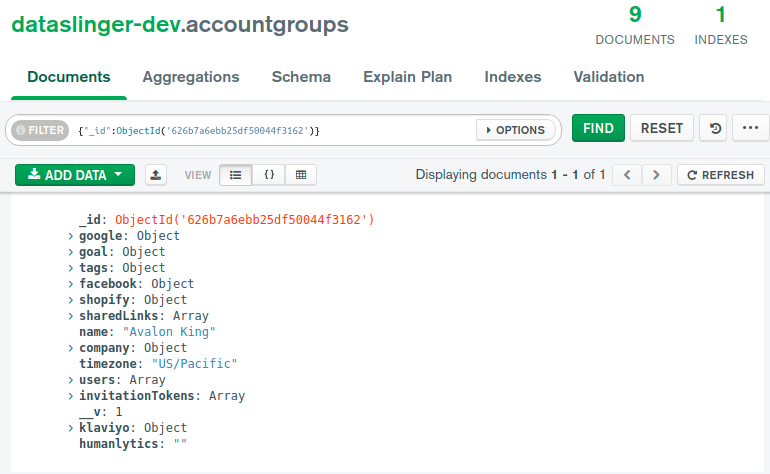 dataslinger-dev.accountgroups
9
DOCUMENTS
1
INDEXES
Documents Aggregations Schema Explain Plan Indexes Validation
FILTER {"_id":ObjectId('626b7a6ebb25df50044f3162')} OPTIONS FIND RESET ...
ADD DATA VIEW {} Displaying documents 1 - 1 of 1 < > REFRESH
_id: ObjectId('626b7a6ebb25df50044f3162')
> google: Object
> goal: Object
> tags: Object
> facebook: Object
> shopify: Object
> sharedLinks: Array
name: "Avalon King"
> company: Object
timezone: "US/Pacific"
> users: Array
> invitationTokens: Array
__v: 1
> klaviyo: Object
humanlytics: ""